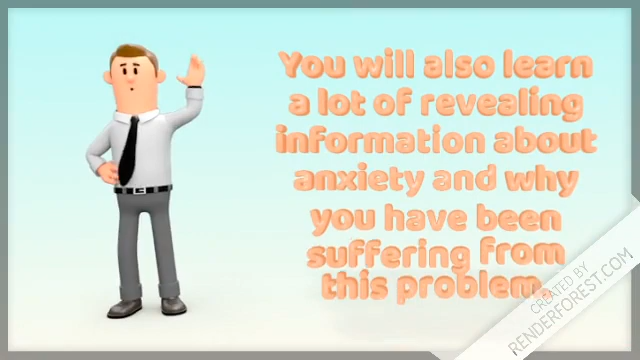 You will also learn
a lot of revealing
information about
anxiety and why
you have been
suffering from
this problem.
CREATED BY
RENDERFOREST.COM